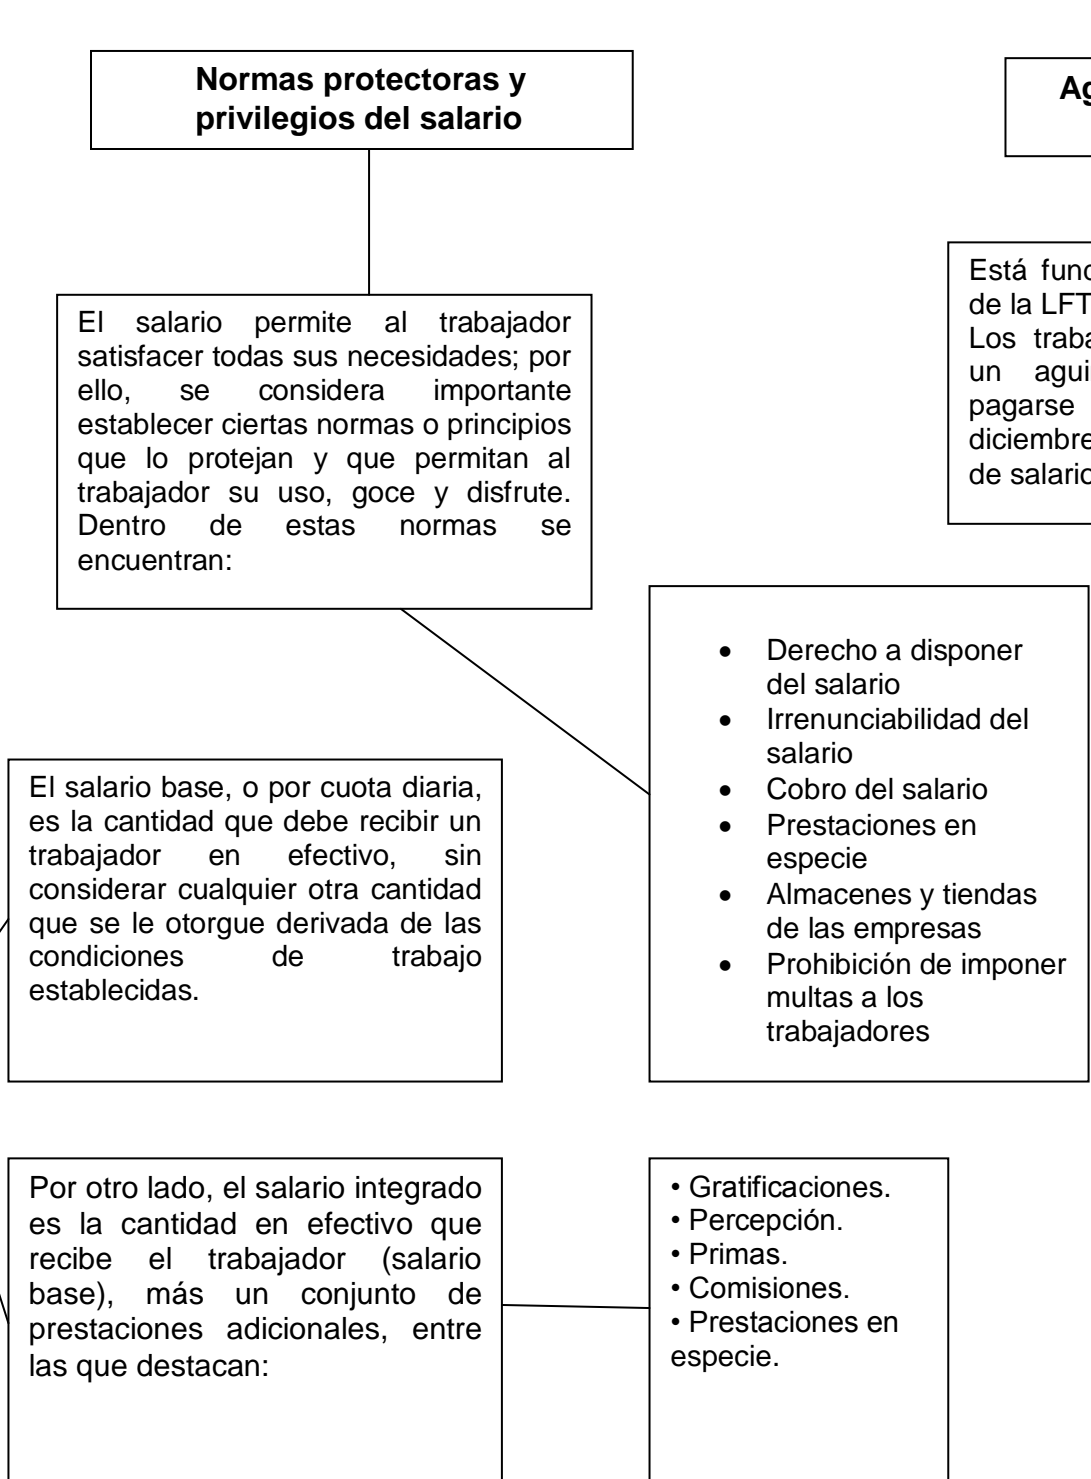 Normas protectoras y
privilegios del salario
El salario permite al trabajador
satisfacer todas sus necesidades; por
ello, se considera importante
establecer ciertas normas o principios
que lo protejan y que permitan al
trabajador su uso, goce y disfrute.
Dentro de estas normas se
encuentran:
Está
de la LFT
Los
un
pagarse
diciembre
de salario
• Derecho a disponer
del salario
• Irrenunciabilidad del
salario
• Cobro del salario
• Prestaciones en
especie
• Almacenes y tiendas
de las empresas
• Prohibición de imponer
multas a los
trabajadores
El salario base, o por cuota diaria,
es la cantidad que debe recibir un
trabajador en efectivo, sin
considerar cualquier otra cantidad
que se le otorgue derivada de las
condiciones de trabajo
establecidas.
Por otro lado, el salario integrado
es la cantidad en efectivo que
recibe el trabajador (salario
base), más un conjunto de
prestaciones adicionales, entre
las que destacan:
• Gratificaciones.
• Percepción.
• Primas.
• Comisiones.
• Prestaciones en
especie.